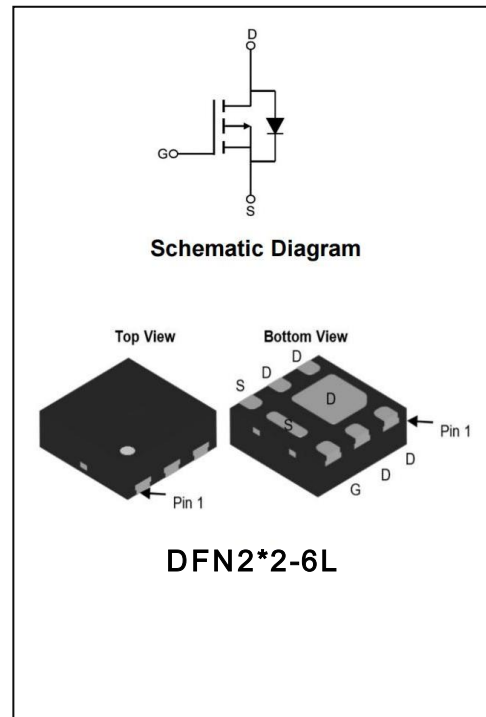 D
G
S
Schematic Diagram
Top View
Bottom View
D
D
S
D
S
Pin 1
D
D
G
Pin 1
DFN2*2-6L